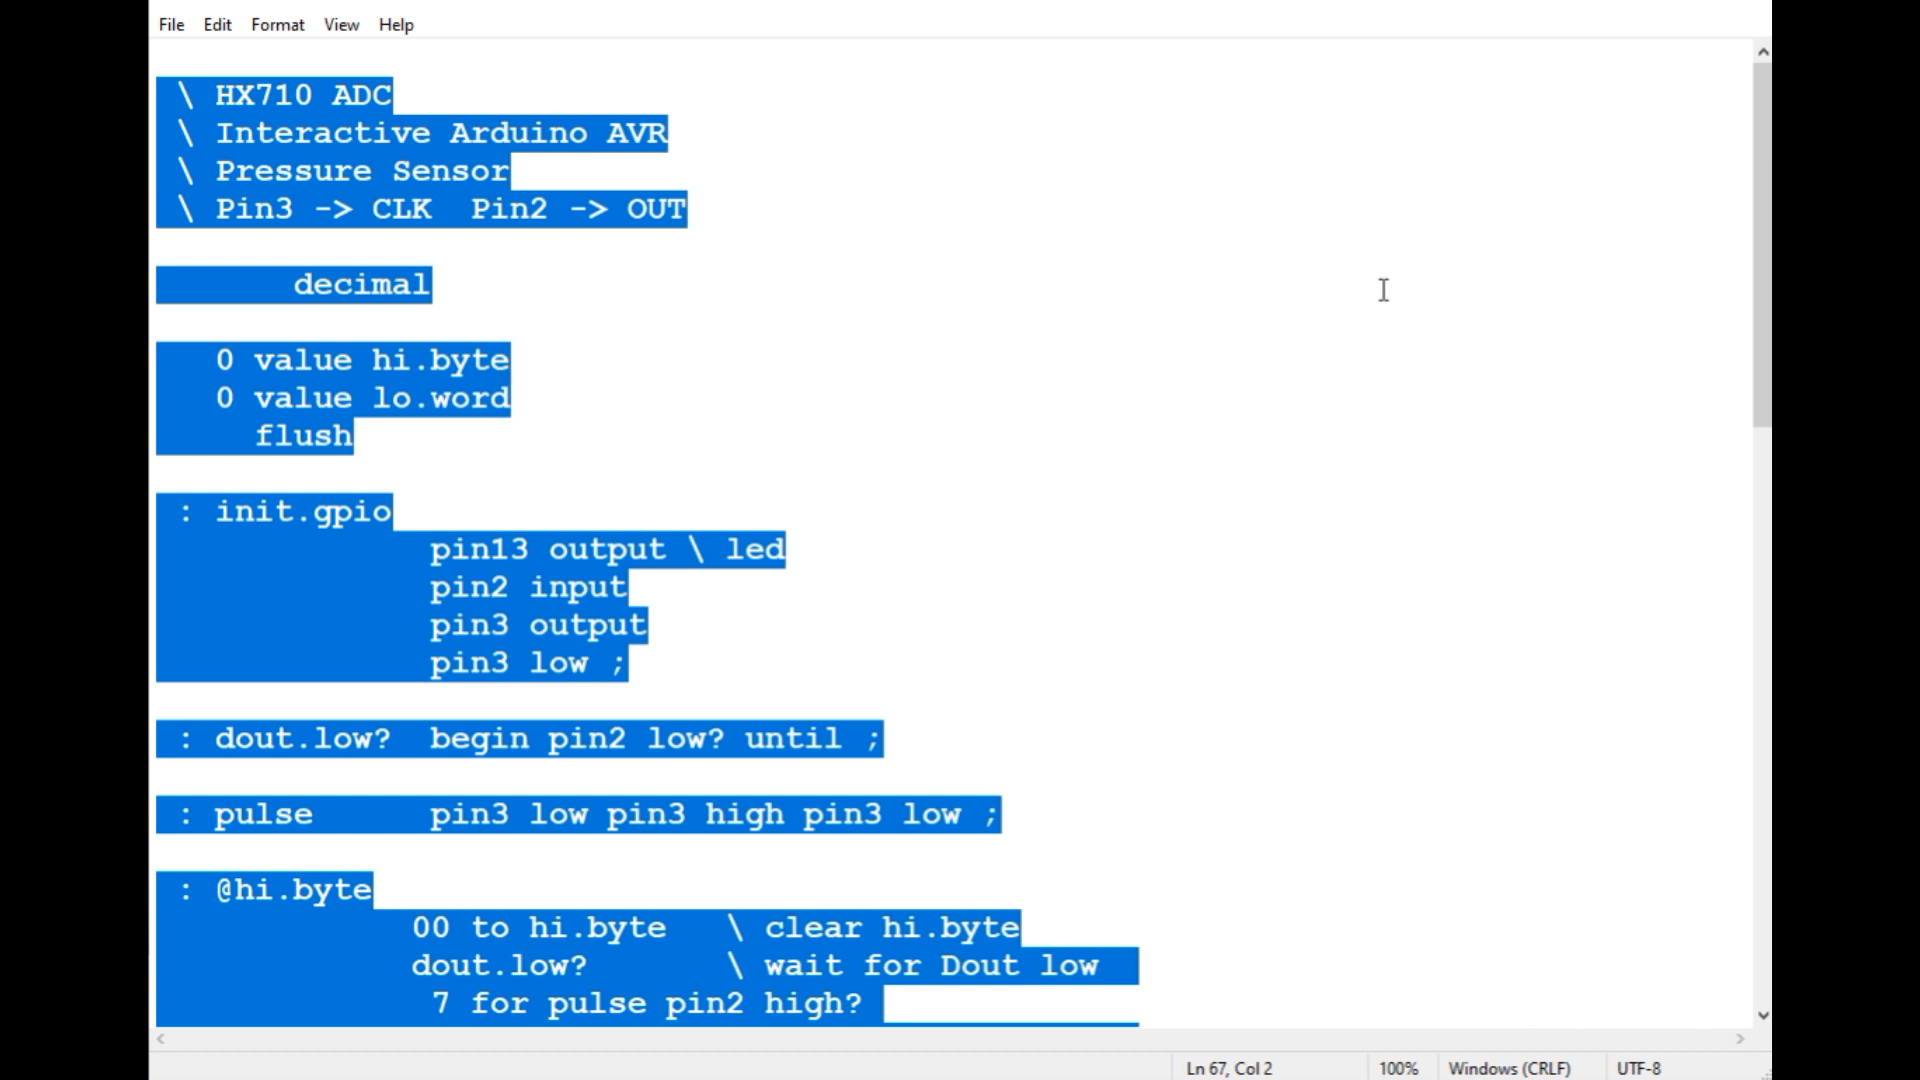 File Edit Format View Help
\ HX710 ADC
\ Interactive Arduino AVR
\ Pressure Sensor
\ Pin3 -> CLK  Pin2 -> OUT
decimal
0 value hi.byte
0 value lo.word
flush
: init.gpio
pin13 output \ led
pin2 input
pin3 output
pin3 low ;
: dout.low?  begin pin2 low? until ;
: pulse      pin3 low pin3 high pin3 low ;
: @hi.byte
00 to hi.byte   \ clear hi.byte
dout.low?       \ wait for Dout low
7 for pulse pin2 high?
Ln 67, Col 2 100% Windows (CRLF) UTF-8